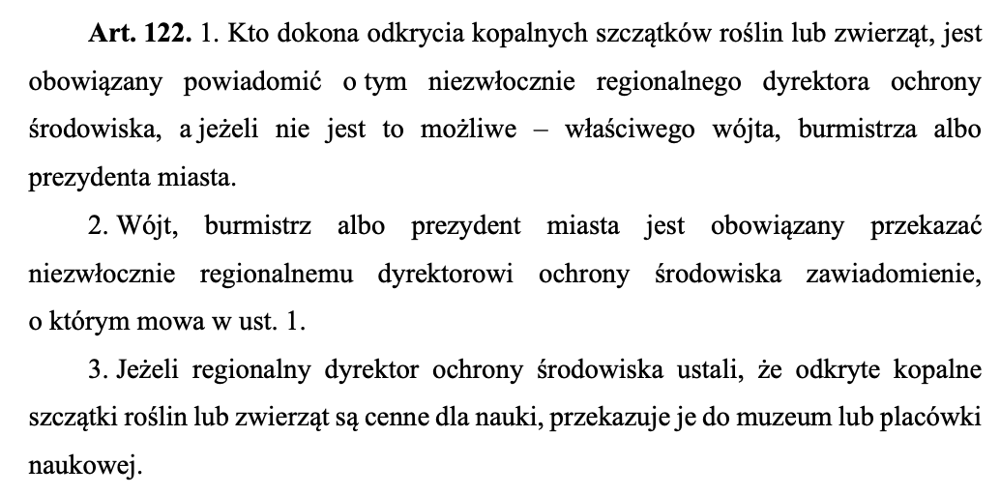 Art. 122. 1. Kto dokona odkrycia kopalnych szczątków roślin lub zwierząt, jest
obowiązany powiadomić o tym niezwłocznie regionalnego dyrektora ochrony
środowiska, a jeżeli nie jest to możliwe – właściwego wójta, burmistrza albo
prezydenta miasta.
2. Wójt, burmistrz albo prezydent miasta jest obowiązany przekazać
niezwłocznie regionalnemu dyrektorowi ochrony środowiska zawiadomienie,
o którym mowa w ust. 1.
3. Jeżeli regionalny dyrektor ochrony środowiska ustali, że odkryte kopalne
szczątki roślin lub zwierząt są cenne dla nauki, przekazuje je do muzeum lub placówki
naukowej.